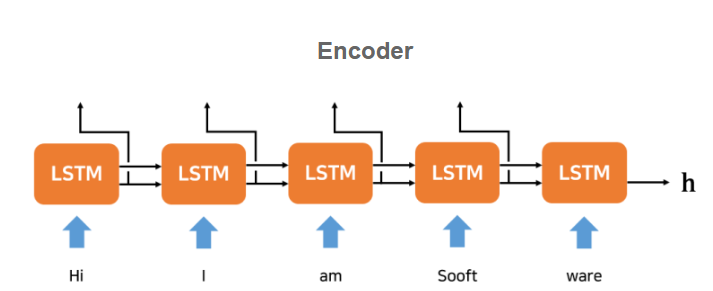 Encoder
LSTM LSTM LSTM LSTM LSTM
h
Hi I am Sooft ware